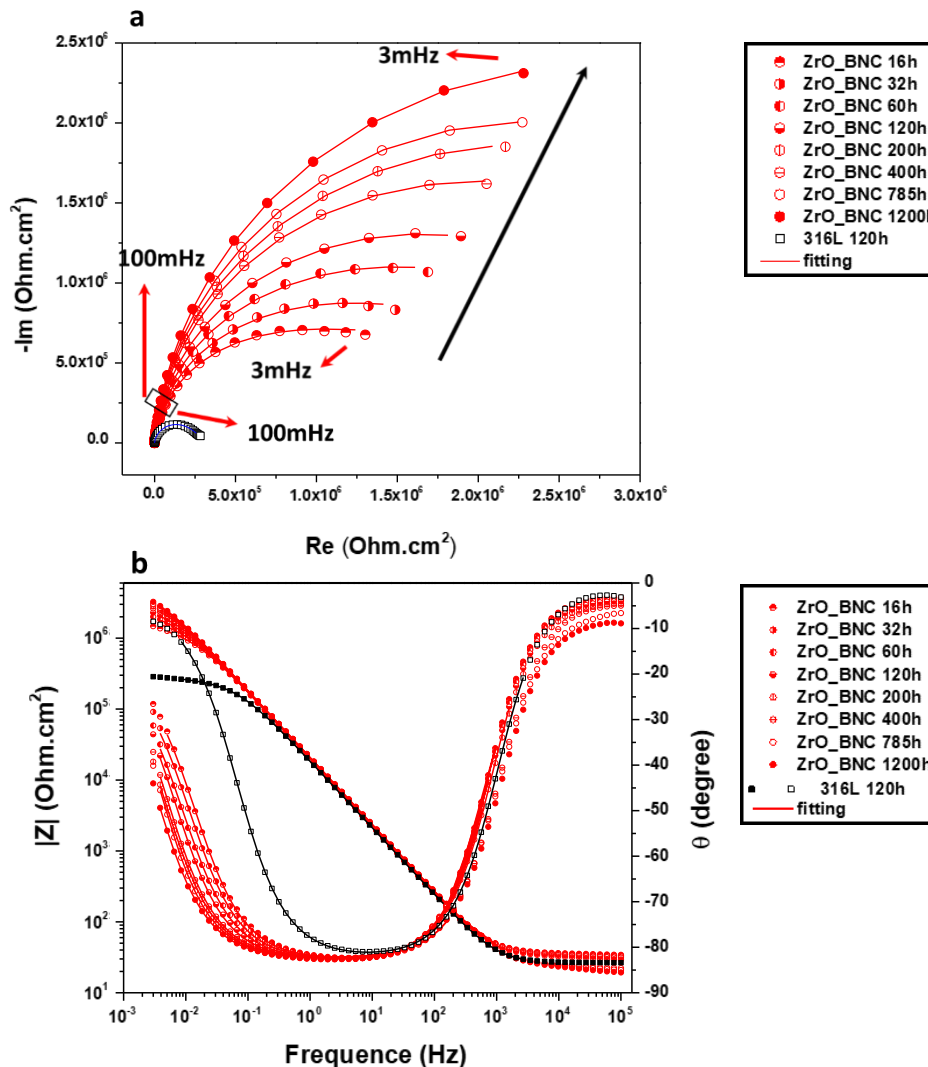 a
2.5x10⁶
2.0x10⁶
1.5x10⁶
1.0x10⁶
5.0x10⁵
0.0
-Im (Ohm.cm²)
3mHz
100mHz
3mHz
100mHz
0.0 5.0x10⁵ 1.0x10⁶ 1.5x10⁶ 2.0x10⁶ 2.5x10⁶ 3.0x10⁶
Re (Ohm.cm²)
ZrO_BNC 16h
ZrO_BNC 32h
ZrO_BNC 60h
ZrO_BNC 120h
ZrO_BNC 200h
ZrO_BNC 400h
ZrO_BNC 785h
ZrO_BNC 1200h
316L 120h
fitting
b
10⁶
10⁵
10⁴
10³
10²
10¹
|Z| (Ohm.cm²)
0
-10
-20
-30
-40
-50
-60
-70
-80
-90
θ (degree)
10⁻³ 10⁻² 10⁻¹ 10⁰ 10¹ 10² 10³ 10⁴ 10⁵
Frequence (Hz)
ZrO_BNC 16h
ZrO_BNC 32h
ZrO_BNC 60h
ZrO_BNC 120h
ZrO_BNC 200h
ZrO_BNC 400h
ZrO_BNC 785h
ZrO_BNC 1200h
316L 120h
fitting